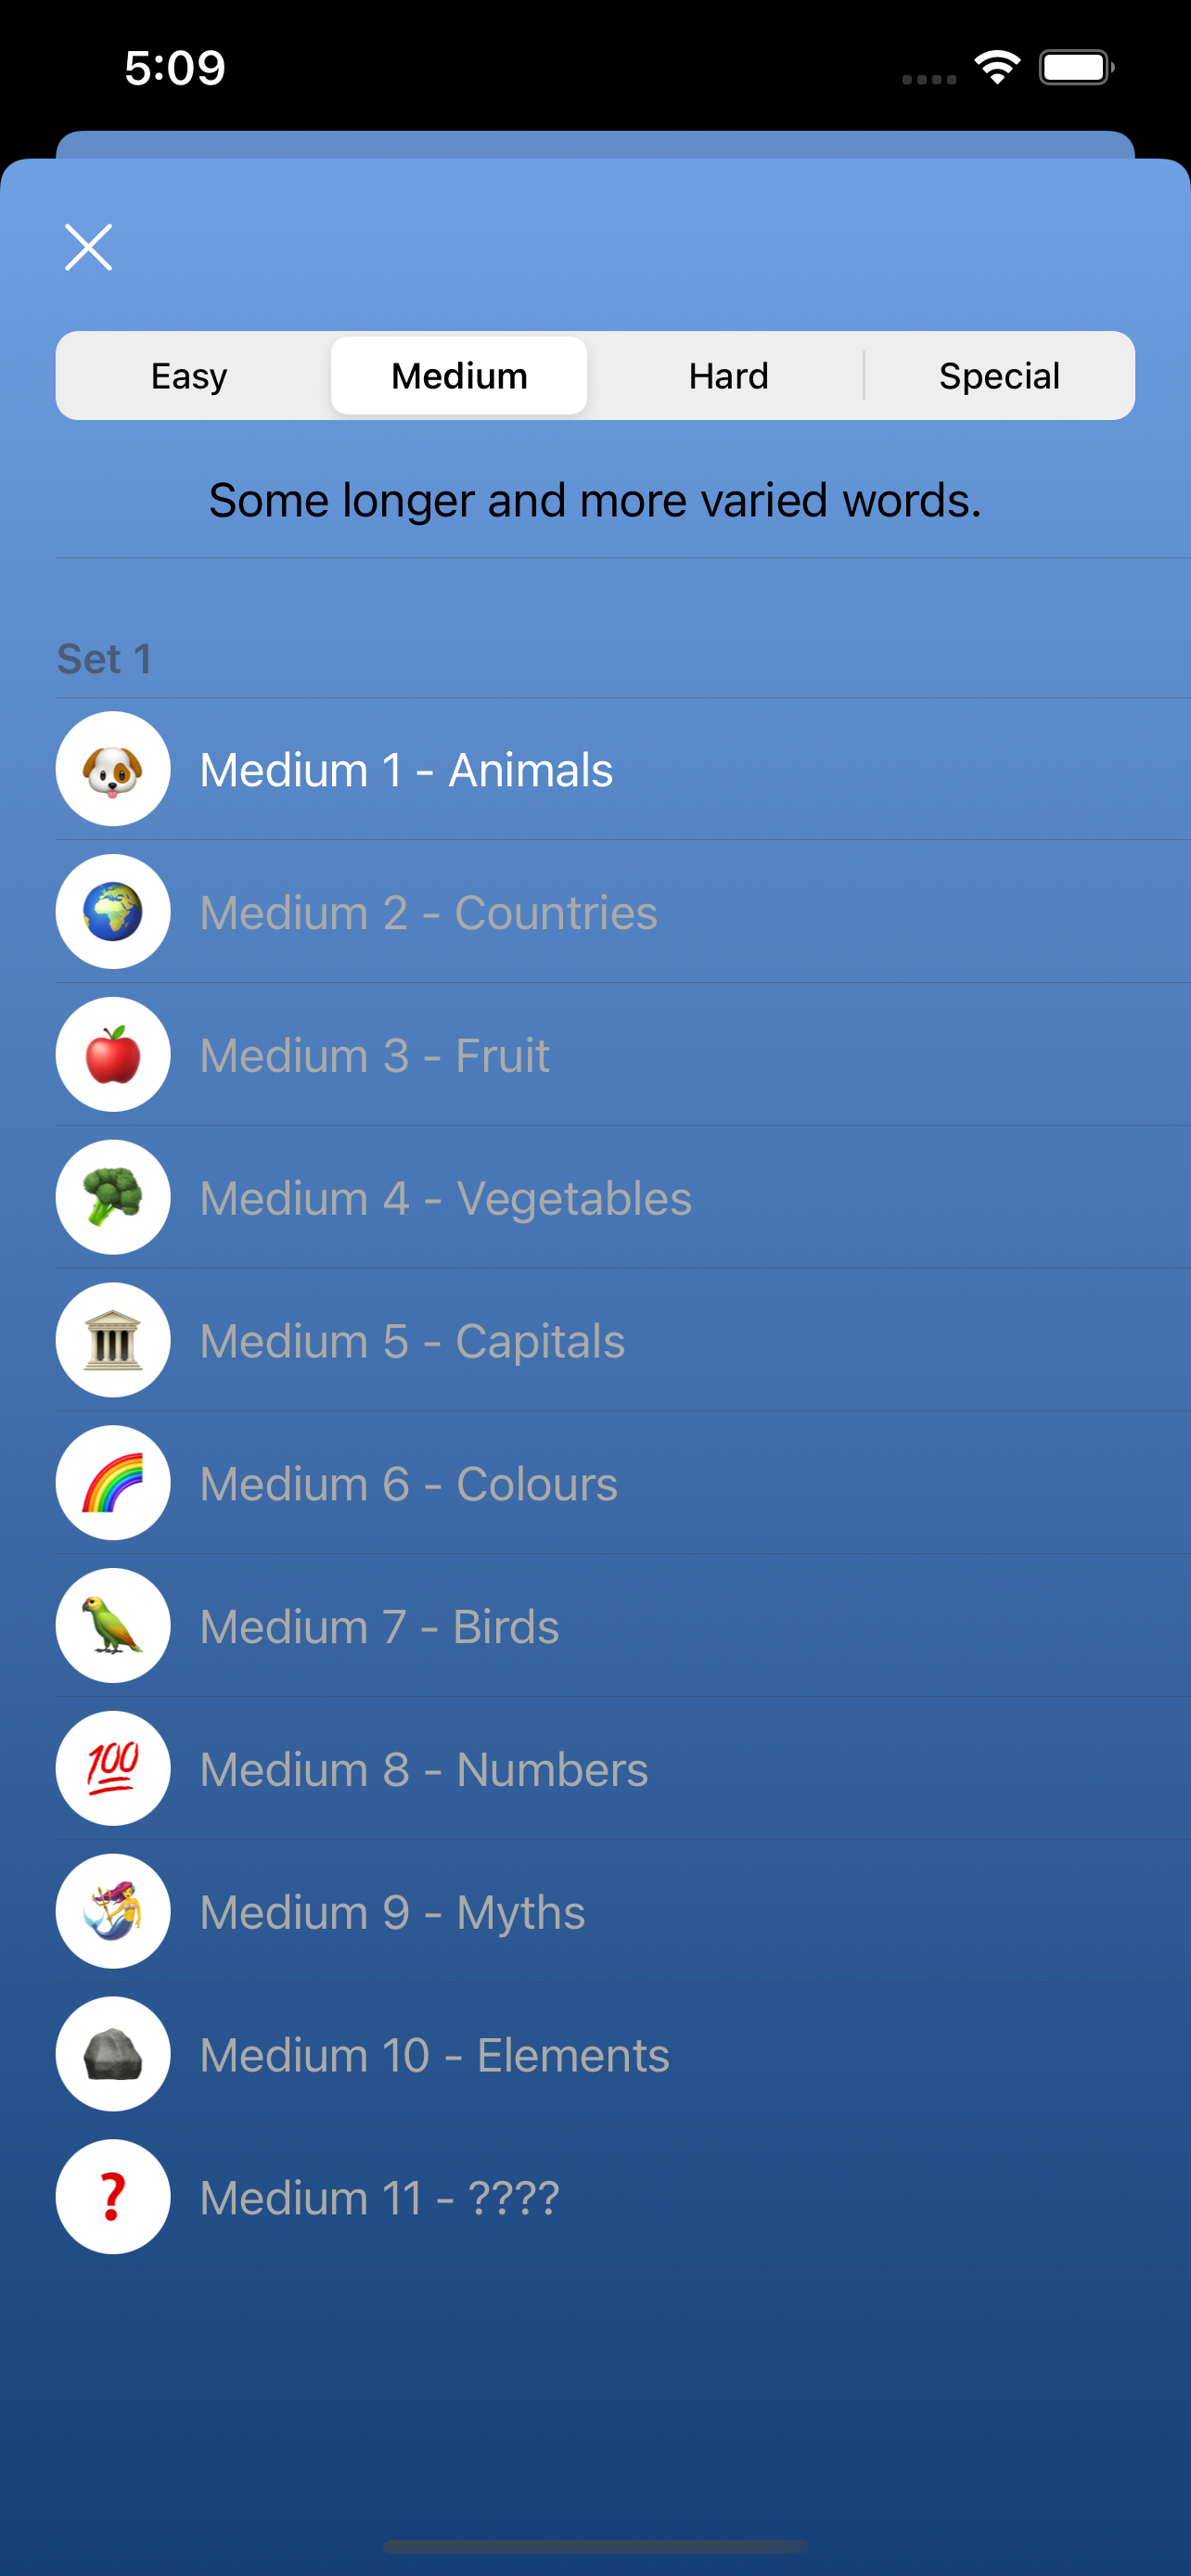 5:09
Easy Medium Hard Special
Some longer and more varied words.
Set 1
Medium 1 - Animals
Medium 2 - Countries
Medium 3 - Fruit
Medium 4 - Vegetables
Medium 5 - Capitals
Medium 6 - Colours
Medium 7 - Birds
100
Medium 8 - Numbers
Medium 9 - Myths
Medium 10 - Elements
?
Medium 11 - ????